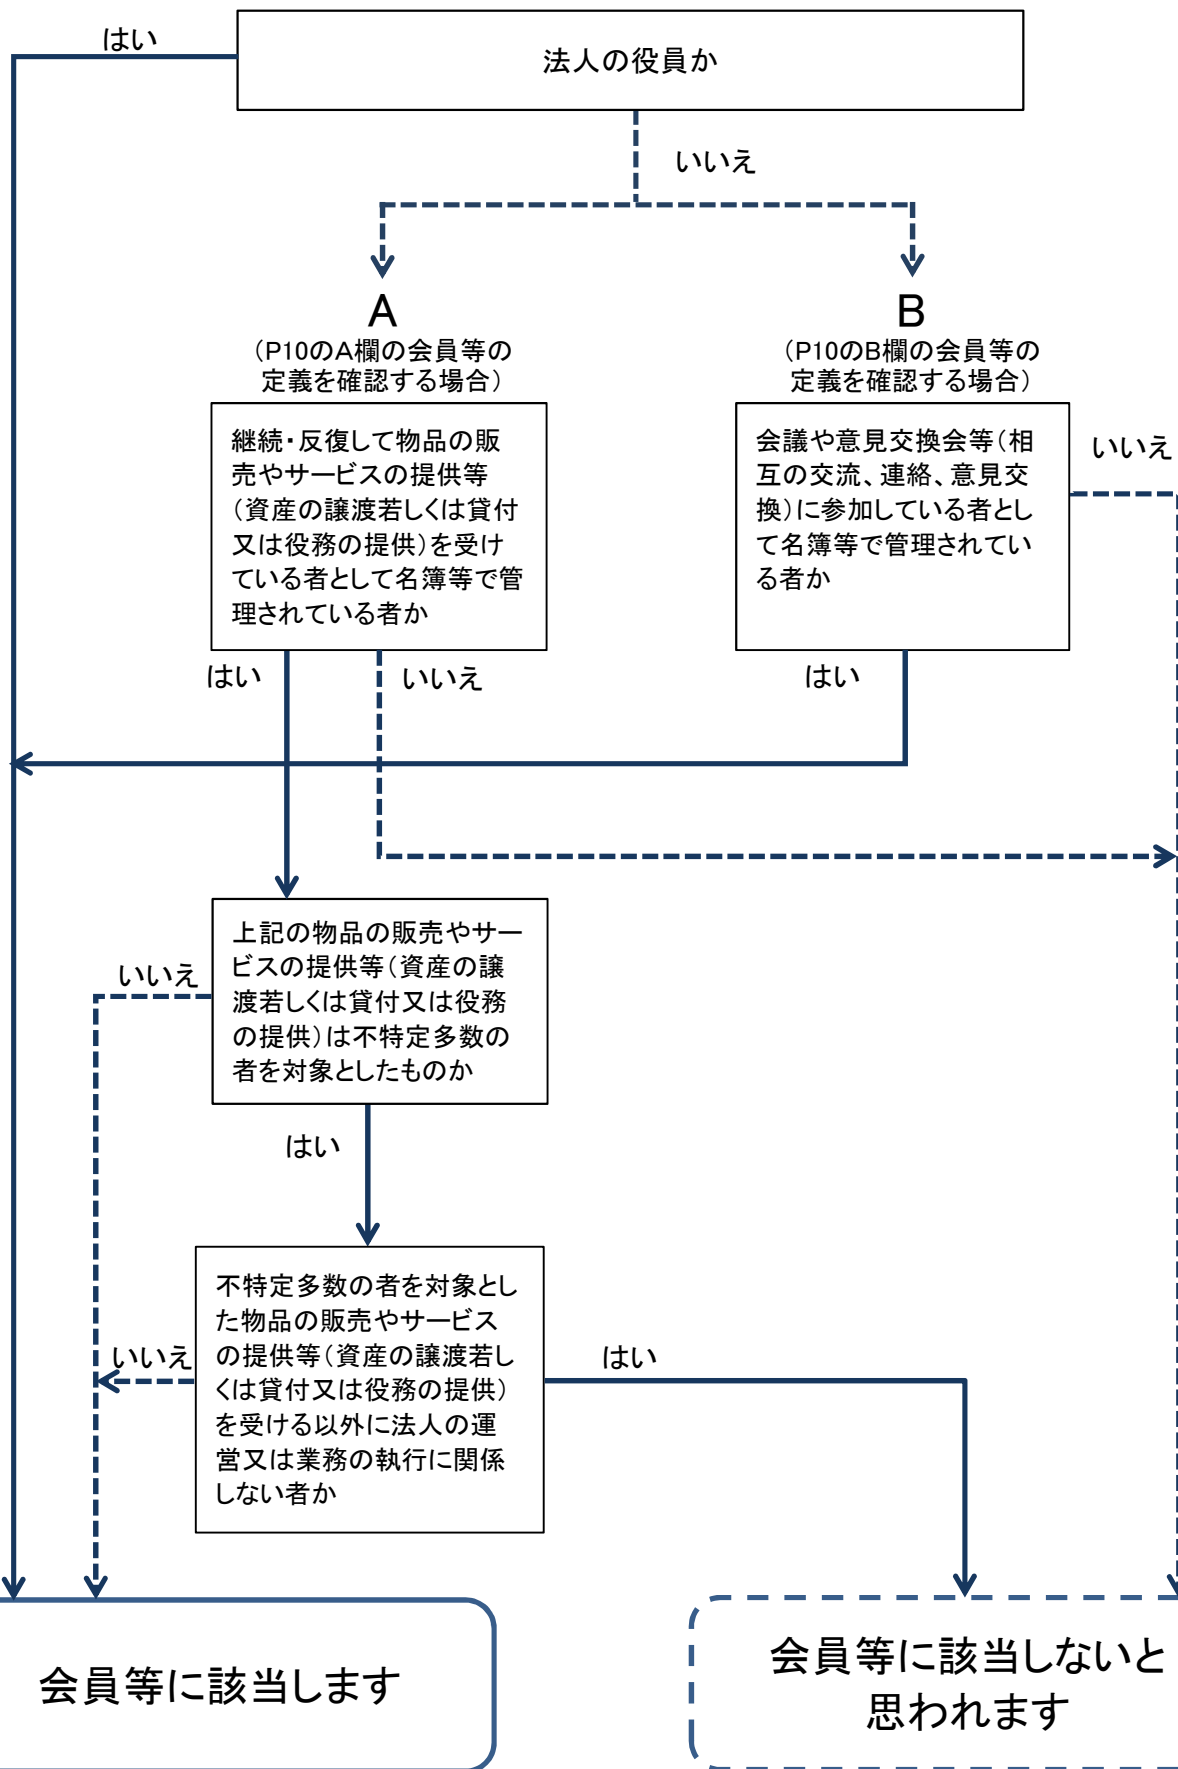 はい
法人の役員か
いいえ
A
（P10のA欄の会員等の
定義を確認する場合）
継続・反復して物品の販
売やサービスの提供等
（資産の譲渡若しくは貸付
又は役務の提供）を受け
ている者として名簿等で管
理されている者か
はい
いいえ
B
（P10のB欄の会員等の
定義を確認する場合）
会議や意見交換会等（相
互の交流、連絡、意見交
換）に参加している者とし
て名簿等で管理されてい
る者か
いいえ
はい
上記の物品の販売やサー
ビスの提供等（資産の譲
渡若しくは貸付又は役務
の提供）は不特定多数の
者を対象としたものか
いいえ
はい
不特定多数の者を対象とし
た物品の販売やサービス
の提供等（資産の譲渡若し
くは貸付又は役務の提供）
を受ける以外に法人の運
営又は業務の執行に関係
しない者か
いいえ
はい
会員等に該当します
会員等に該当しないと
思われます